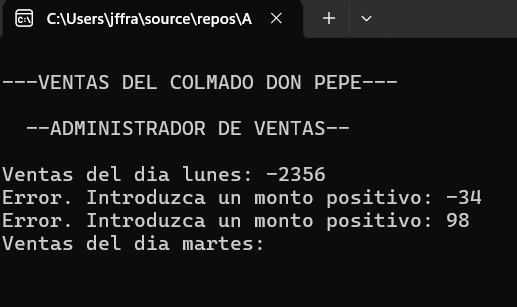 C:\Users\jffra\source\repos\A
---VENTAS DEL COLMADO DON PEPE---
--ADMINISTRADOR DE VENTAS--
Ventas del dia lunes: -2356
Error. Introduzca un monto positivo: -34
Error. Introduzca un monto positivo: 98
Ventas del dia martes: